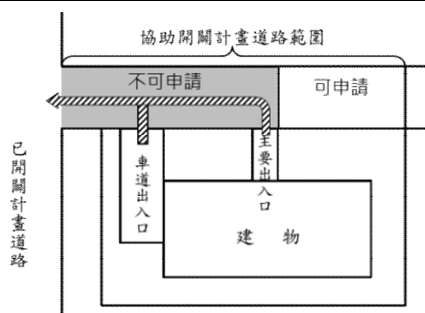 協助開闢計畫道路範圍
不可申請
可申請
已開闢計畫道路
車道出入口
主要出入口
建 物